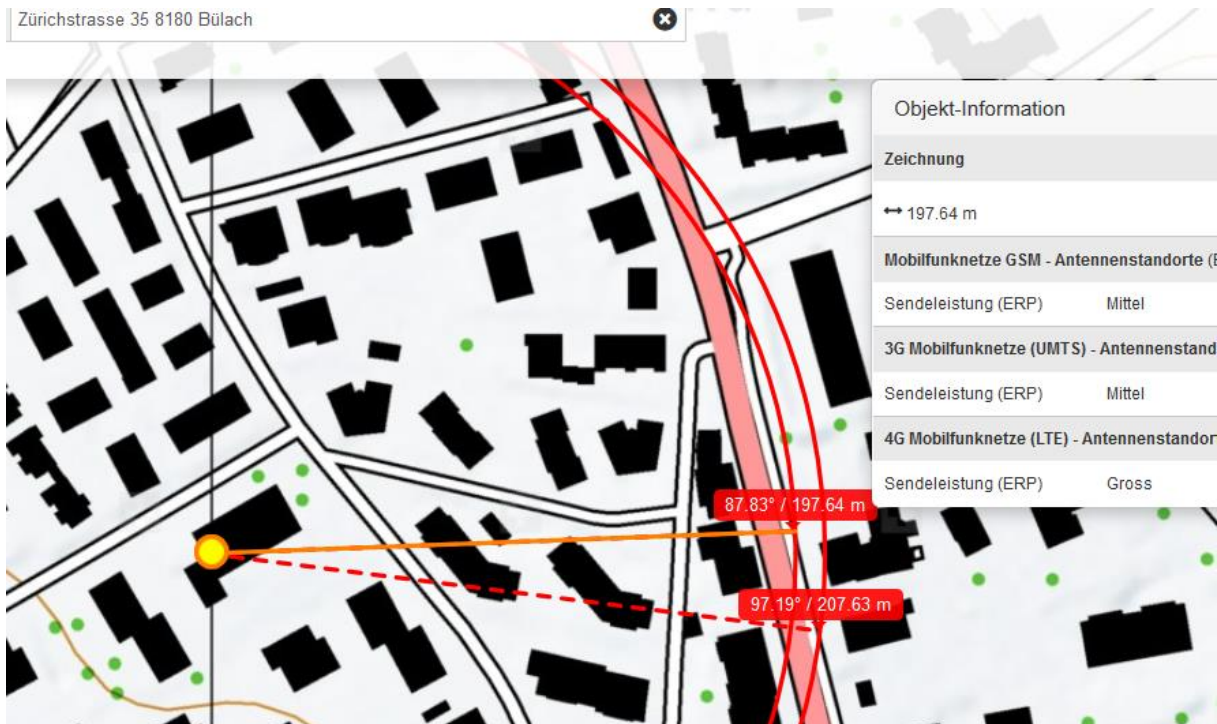 Zürichstrasse 35 8180 Bülach
Objekt-Information
Zeichnung
↔ 197.64 m
Mobilfunknetze GSM - Antennenstandorte (
Sendeleistung (ERP) Mittel
3G Mobilfunknetze (UMTS) - Antennenstand
Sendeleistung (ERP) Mittel
4G Mobilfunknetze (LTE) - Antennenstandor
Sendeleistung (ERP) Gross
87.83° / 197.64 m
97.19° / 207.63 m